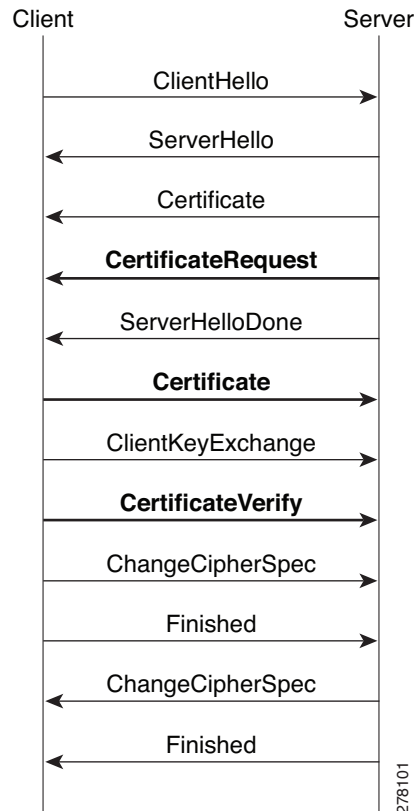 Client
Server
ClientHello
ServerHello
Certificate
CertificateRequest
ServerHelloDone
Certificate
ClientKeyExchange
CertificateVerify
ChangeCipherSpec
Finished
ChangeCipherSpec
Finished
278101